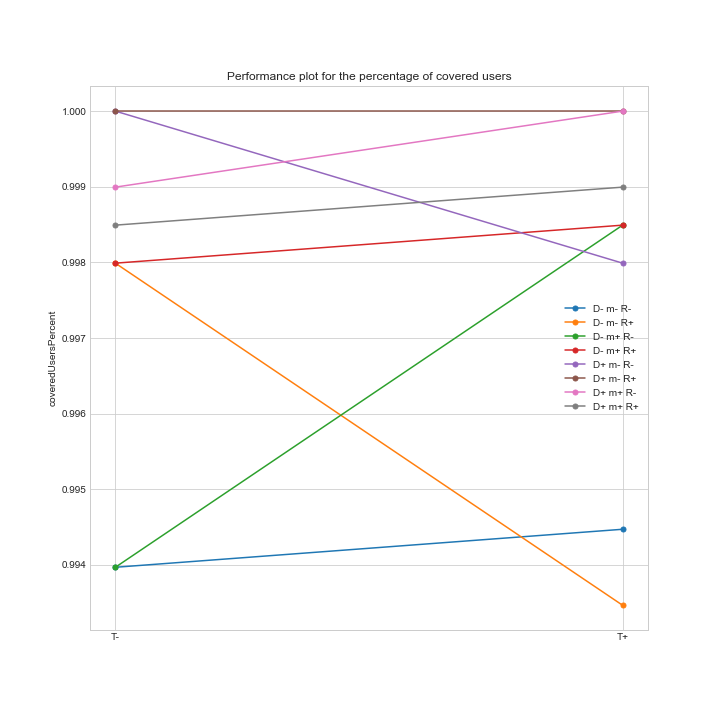 Performance plot for the percentage of covered users
coveredUsersPercent
1.000
0.999
0.998
0.997
0.996
0.995
0.994
T-
T+
D- m- R-
D- m- R+
D- m+ R-
D- m+ R+
D+ m- R-
D+ m- R+
D+ m+ R-
D+ m+ R+